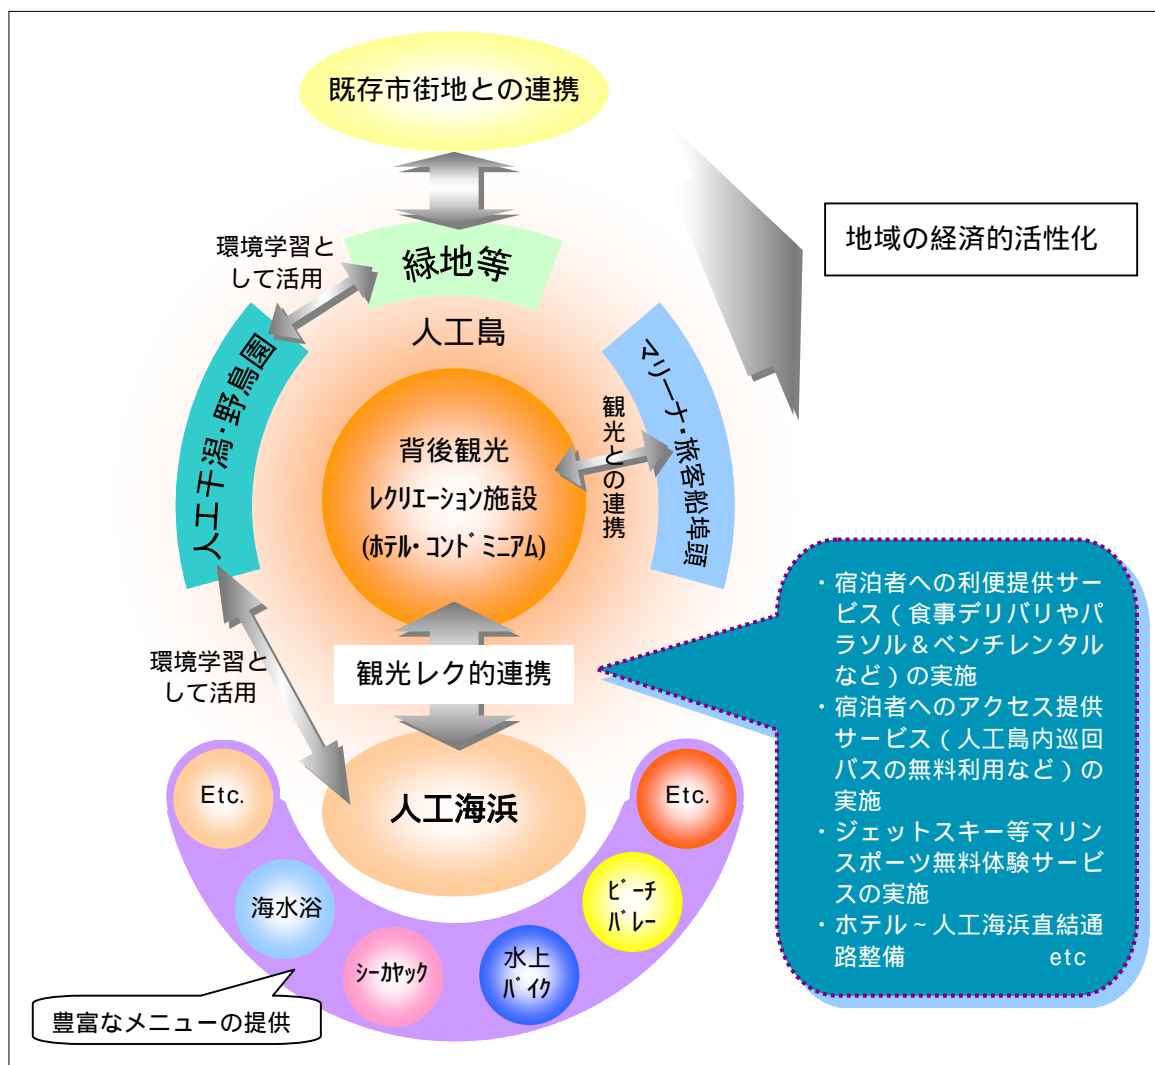 既存市街地との連携
地域の経済的活性化
環境学習と
して活用
緑地等
人工島
人工干潟・野鳥園
マリーナ・旅客船埠頭
観光との連携
背後観光
ﾚｸﾘｴｰｼｮﾝ施設
(ﾎﾃﾙ・ｺﾝﾄﾞﾐﾆｱﾑ)
環境学習と
して活用
観光レク的連携
・宿泊者への利便提供サー
ビス（食事デリバリやパ
ラソル＆ベンチレンタル
など）の実施
・宿泊者へのアクセス提供
サービス（人工島内巡回
バスの無料利用など）の
実施
・ジェットスキー等マリン
スポーツ無料体験サービ
スの実施
・ホテル～人工海浜直結通
路整備 etc
人工海浜
Etc.
Etc.
海水浴
ｼｰｶﾔｯｸ
水上
ﾊﾞｲｸ
ﾋﾞｰﾁ
ﾊﾞﾚｰ
豊富なメニューの提供